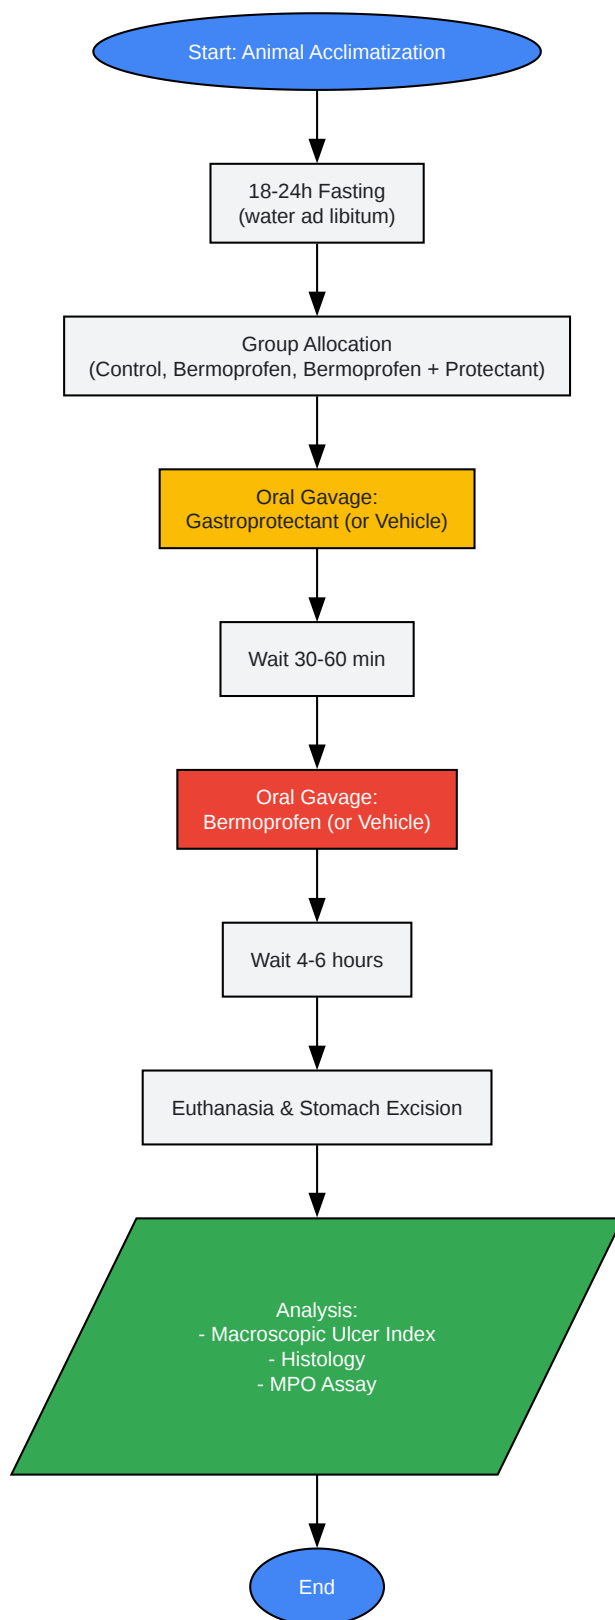 Start: Animal Acclimatization
18-24h Fasting
(water ad libitum)
Group Allocation
(Control, Bermoprofen, Bermoprofen + Protectant)
Oral Gavage:
Gastroprotectant (or Vehicle)
Wait 30-60 min
Oral Gavage:
Bermoprofen (or Vehicle)
Wait 4-6 hours
Euthanasia & Stomach Excision
Analysis:
- Macroscopic Ulcer Index
- Histology
- MPO Assay
End